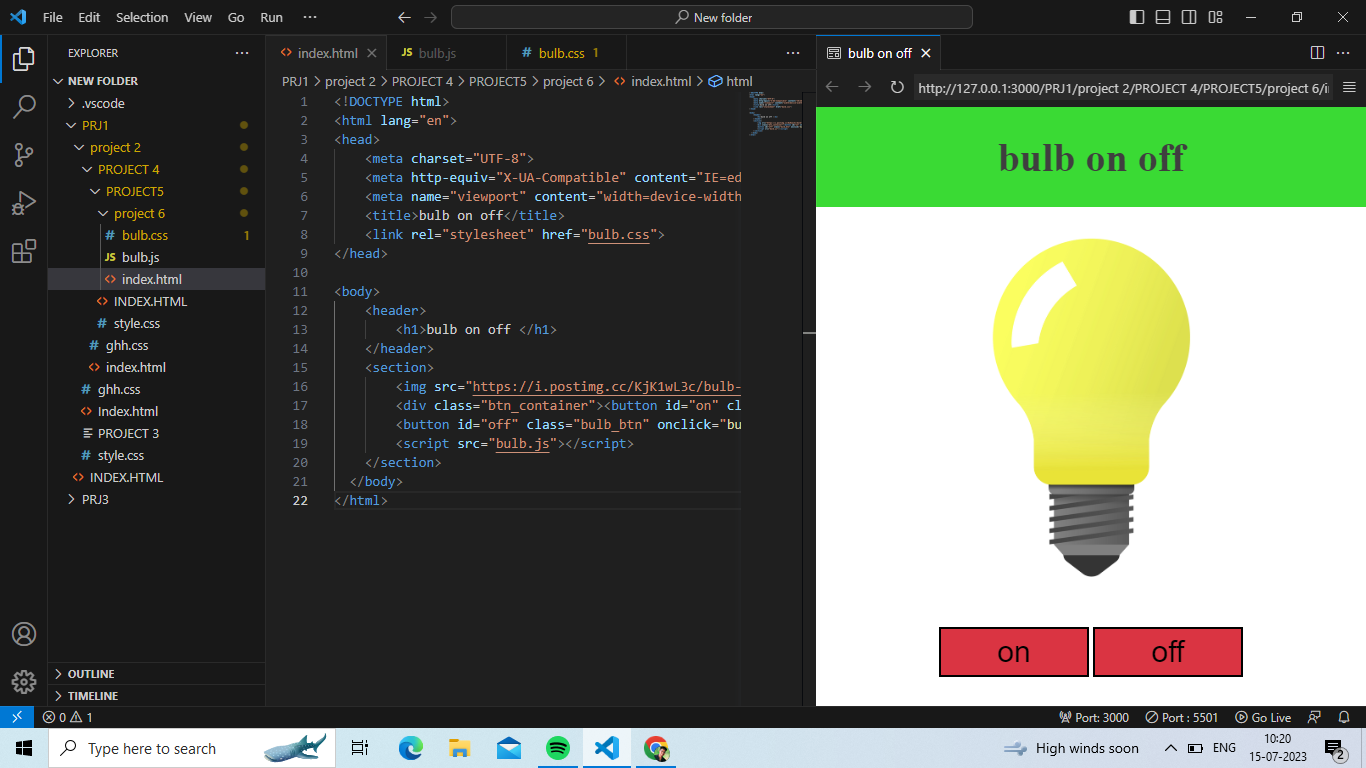 File Edit Selection View Go Run ···
New folder
EXPLORER
NEW FOLDER
.vscode
PRJ1
project 2
PROJECT 4
PROJECT5
project 6
# bulb.css 1
JS bulb.js
<> index.html
<> INDEX.HTML
# style.css
# ghh.css
<> index.html
# ghh.css
<> Index.html
PROJECT 3
# style.css
<> INDEX.HTML
PRJ3
OUTLINE
TIMELINE
<> index.html
JS bulb.js
# bulb.css 1
PRJ1 > project 2 > PROJECT 4 > PROJECT5 > project 6 > <> index.html > html
1 <!DOCTYPE html>
2 <html lang="en">
3 <head>
4 <meta charset="UTF-8">
5 <meta http-equiv="X-UA-Compatible" content="IE=ed
6 <meta name="viewport" content="width=device-width
7 <title>bulb on off</title>
8 <link rel="stylesheet" href="bulb.css">
9 </head>
10
11 <body>
12 <header>
13 <h1>bulb on off </h1>
14 </header>
15 <section>
16 <img src="https://i.postimg.cc/KjK1wL3c/bulb-
17 <div class="btn_container"><button id="on" cl
18 <button id="off" class="bulb_btn" onclick="bu
19 <script src="bulb.js"></script>
20 </section>
21 </body>
22 </html>
bulb on off
http://127.0.0.1:3000/PRJ1/project 2/PROJECT 4/PROJECT5/project 6/i
bulb on off
on
off
0 1
Port: 3000
Port : 5501
Go Live
Type here to search
High winds soon
ENG
10:20
15-07-2023
2